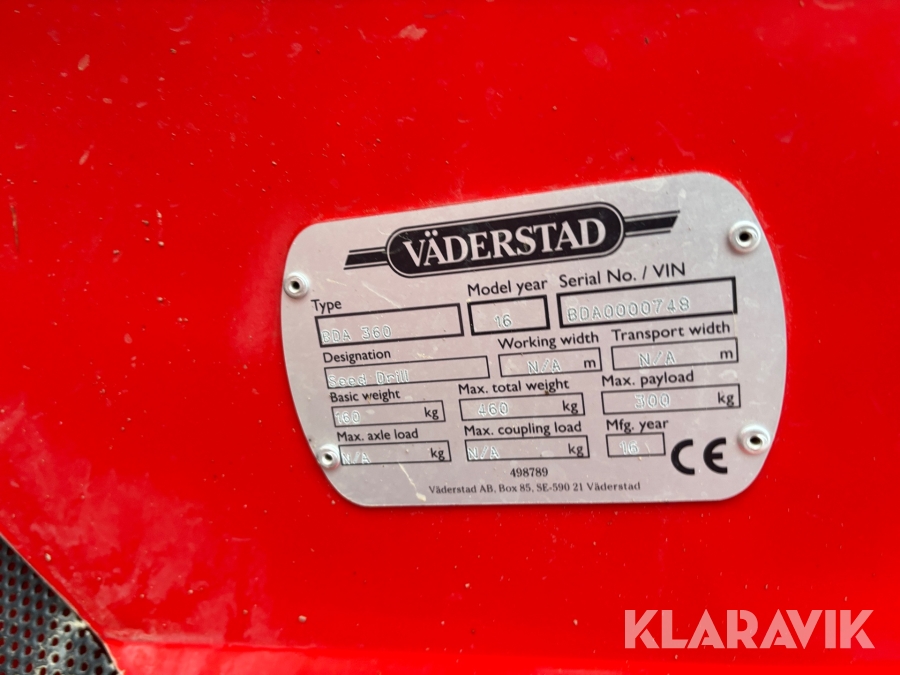 VÄDERSTAD
Type Model year Serial No. / VIN
BDA 360 16 BDA0000748
Designation Working width Transport width
Seed Drill N/A m N/A m
Basic weight Max. total weight Max. payload
160 kg 460 kg 300 kg
Max. axle load Max. coupling load Mfg. year
N/A kg N/A kg 16
CE
498789
Väderstad AB, Box 85, SE-590 21 Väderstad
KLARAVIK